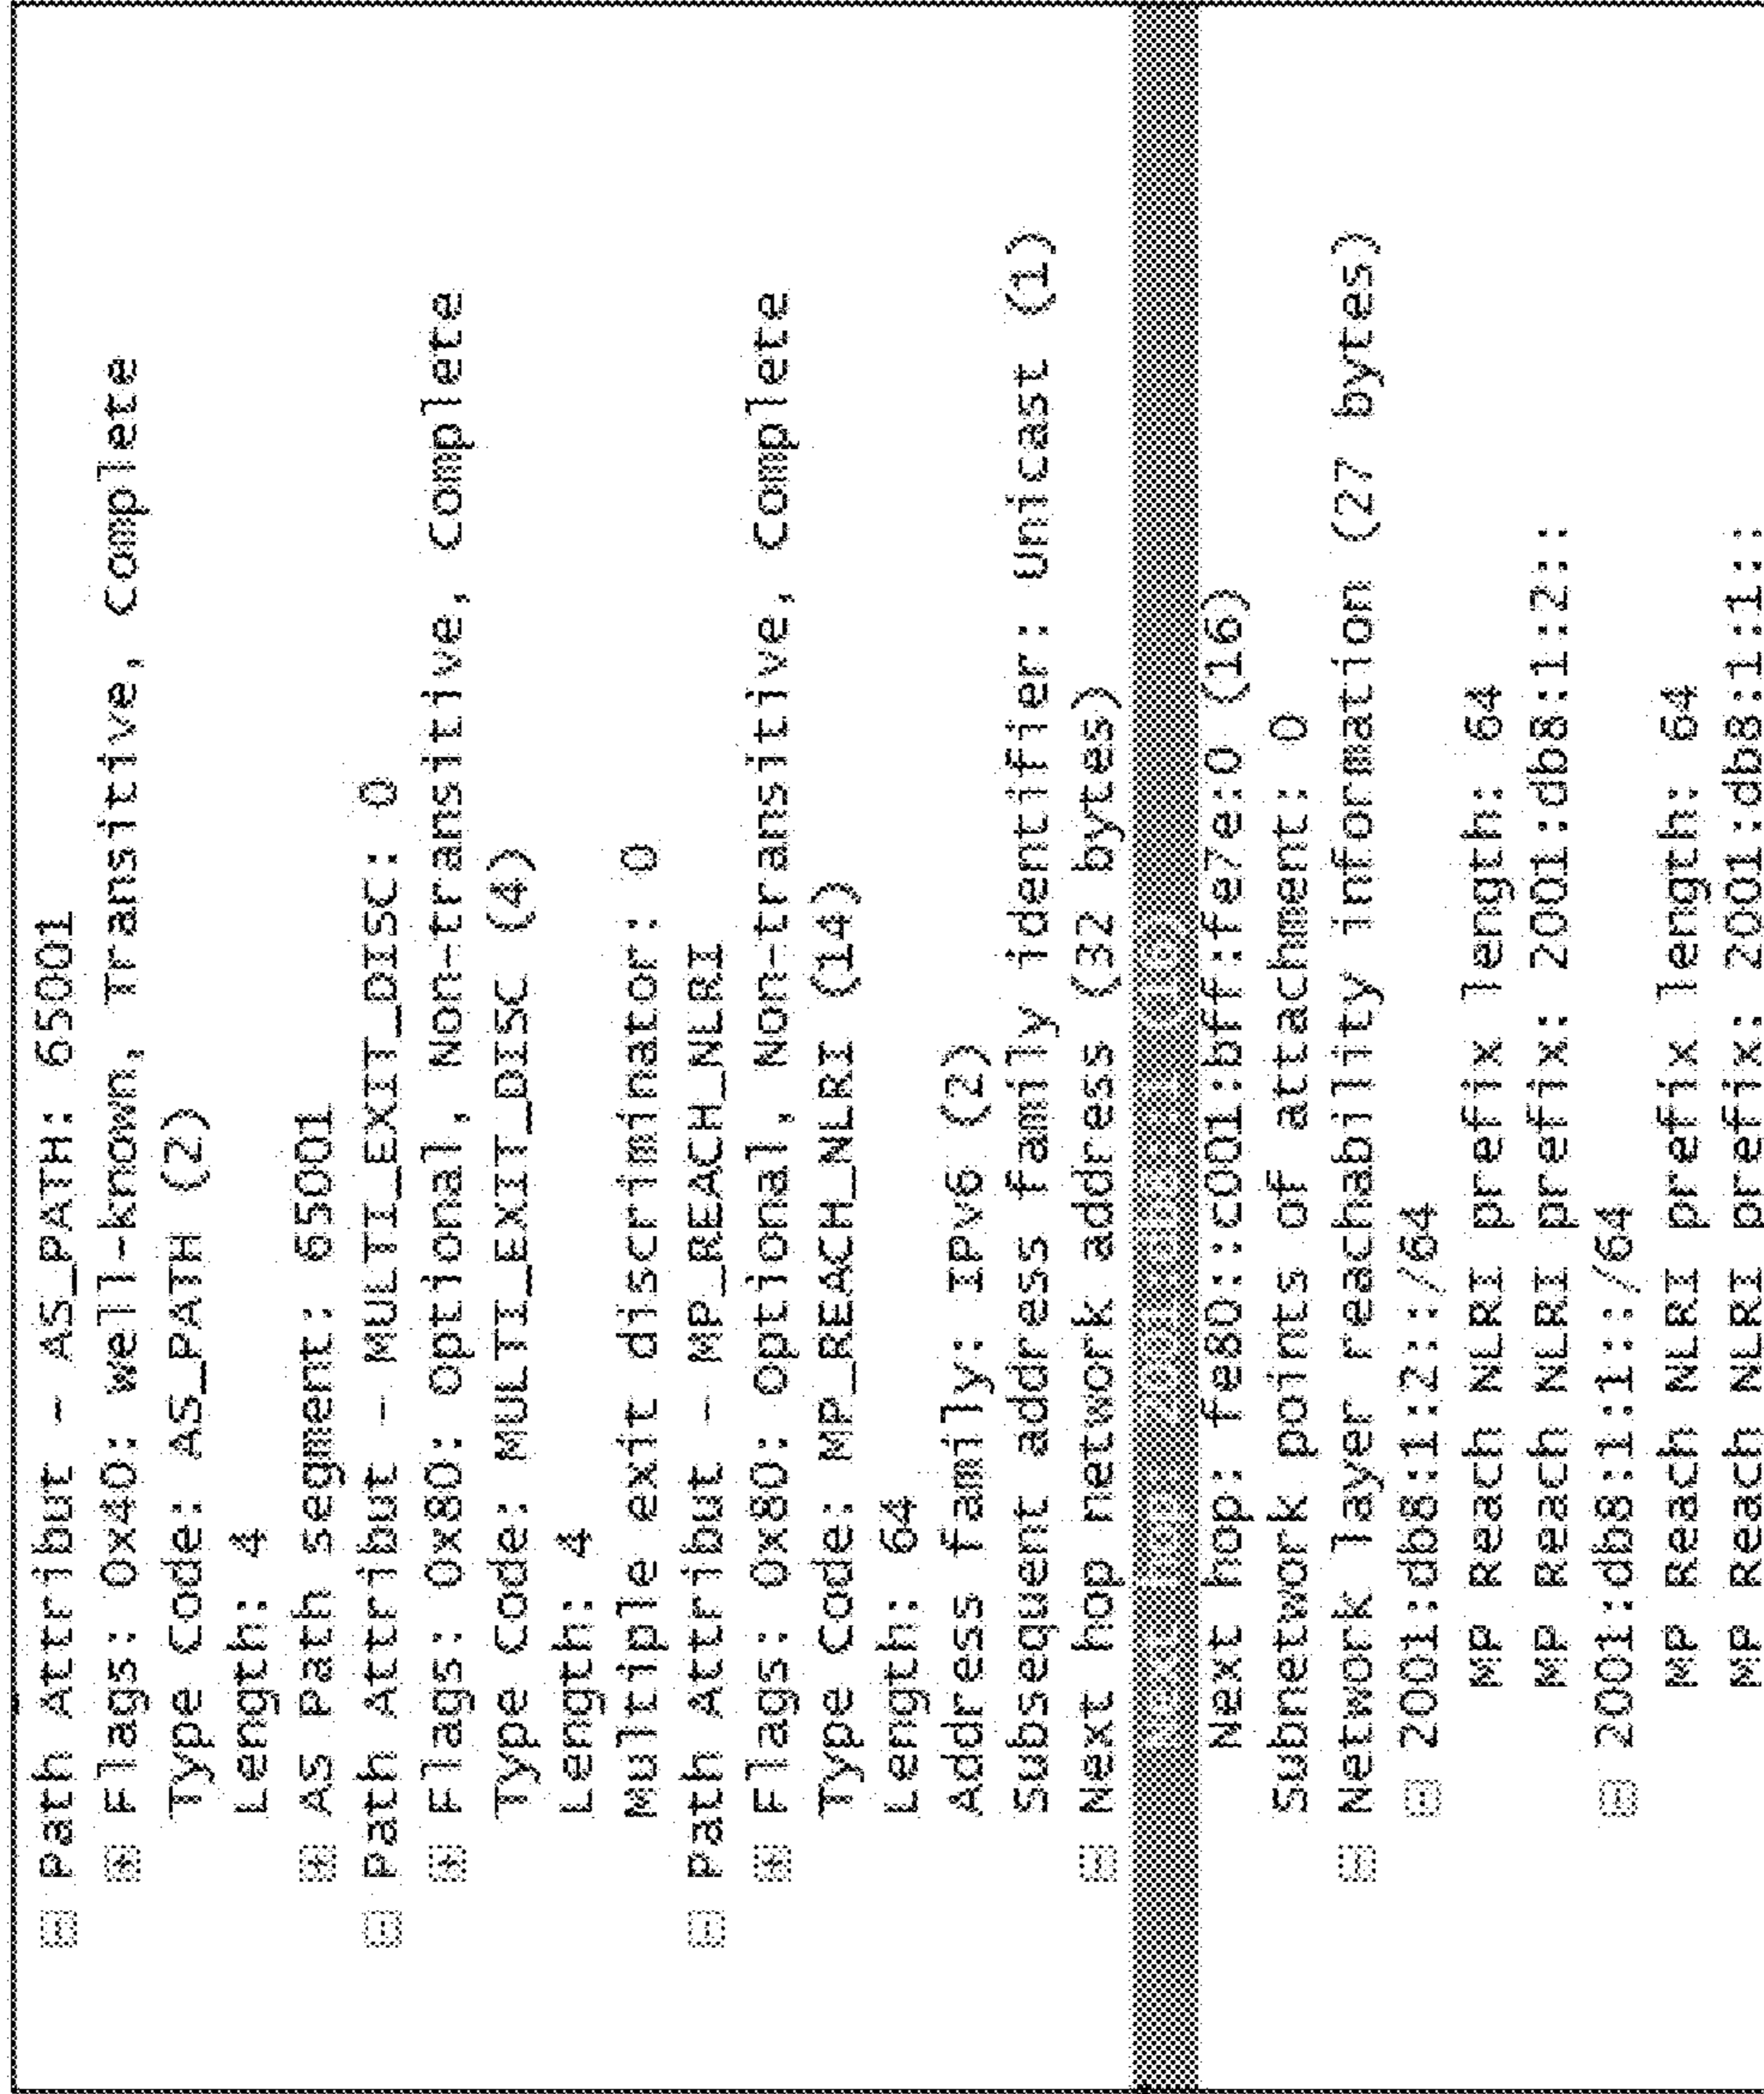 Path Attribut - AS_PATH: 65001
Flags: 0x40: Well-known, Transitive, Complete
Type Code: AS_PATH (2)
Length: 4
AS Path segment: 65001
Path Attribut - MULTI_EXIT_DISC: 0
Flags: 0x80: Optional, Non-transitive, Complete
Type Code: MULTI_EXIT_DISC (4)
Length: 4
Multiple exit discriminator: 0
Path Attribut - MP_REACH_NLRI
Flags: 0x80: Optional, Non-transitive, Complete
Type Code: MP_REACH_NLRI (14)
Length: 64
Address family: IPv6 (2)
Subsequent address family identifier: Unicast (1)
Next hop network address (32 bytes)
Next hop: fe80::c001:bff:fe7e:0 (16)
Subnetwork points of attachment: 0
Network layer reachability information (27 bytes)
2001:db8:1:2::/64
MP Reach NLRI prefix length: 64
MP Reach NLRI prefix: 2001:db8:1:2::
2001:db8:1:1::/64
MP Reach NLRI prefix length: 64
MP Reach NLRI prefix: 2001:db8:1:1::